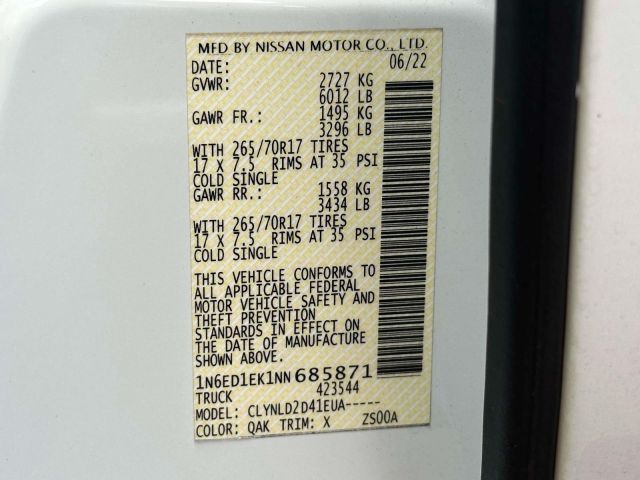 MFD BY NISSAN MOTOR CO., LTD.
DATE: 06/22
GVWR: 2727 KG
6012 LB
GAWR FR.: 1495 KG
3296 LB
WITH 265/70R17 TIRES
17 X 7.5 RIMS AT 35 PSI
COLD SINGLE
GAWR RR.: 1558 KG
3434 LB
WITH 265/70R17 TIRES
17 X 7.5 RIMS AT 35 PSI
COLD SINGLE
THIS VEHICLE CONFORMS TO
ALL APPLICABLE FEDERAL
MOTOR VEHICLE SAFETY AND
THEFT PREVENTION
STANDARDS IN EFFECT ON
THE DATE OF MANUFACTURE
SHOWN ABOVE.
1N6ED1EK1NN685871
TRUCK 423544
MODEL: CLYNLD2D41EUA-----
COLOR: QAK TRIM: X ZS00A